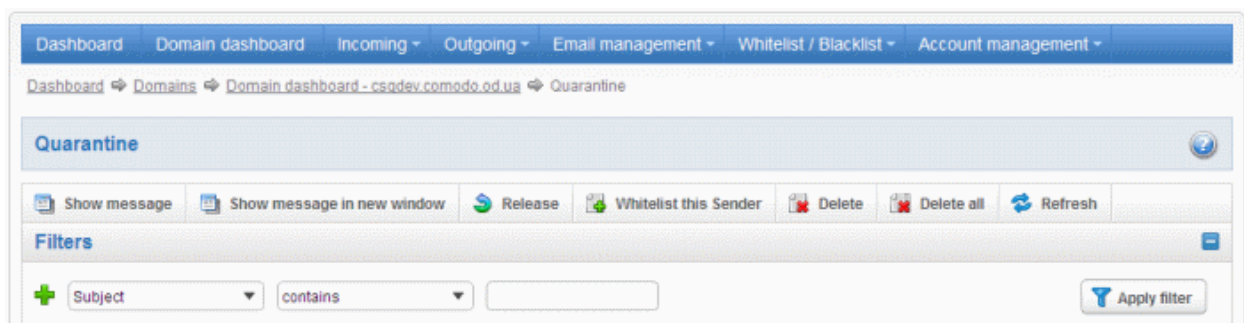 Dashboard Domain dashboard Incoming Outgoing Email management Whitelist / Blacklist Account management
Dashboard Domains Domain dashboard - csqdev.comodo.od.ua Quarantine
Quarantine
Show message Show message in new window Release Whitelist this Sender Delete Delete all Refresh
Filters
Subject contains Apply filter